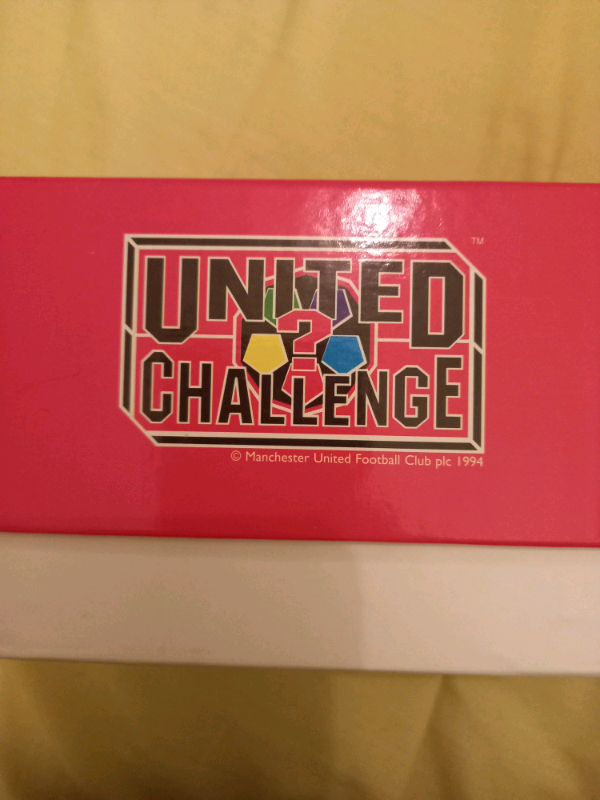 TM
UNITED
?
CHALLENGE
© Manchester United Football Club plc 1994